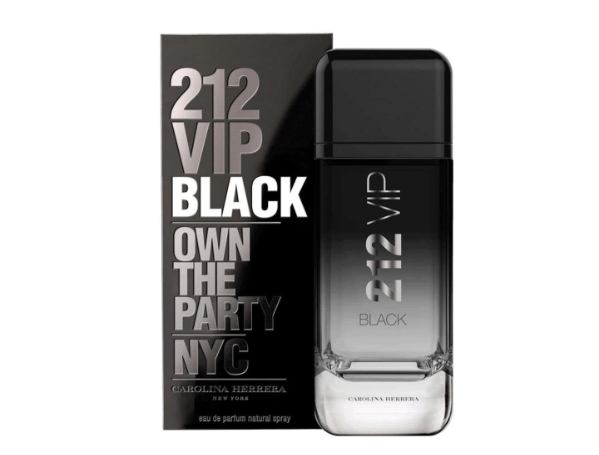 212
VIP
BLACK
OWN
THE
PARTY
NYC
CAROLINA HERRERA
NEW YORK
eau de parfum natural spray
212 VIP
BLACK
CAROLINA HERRERA